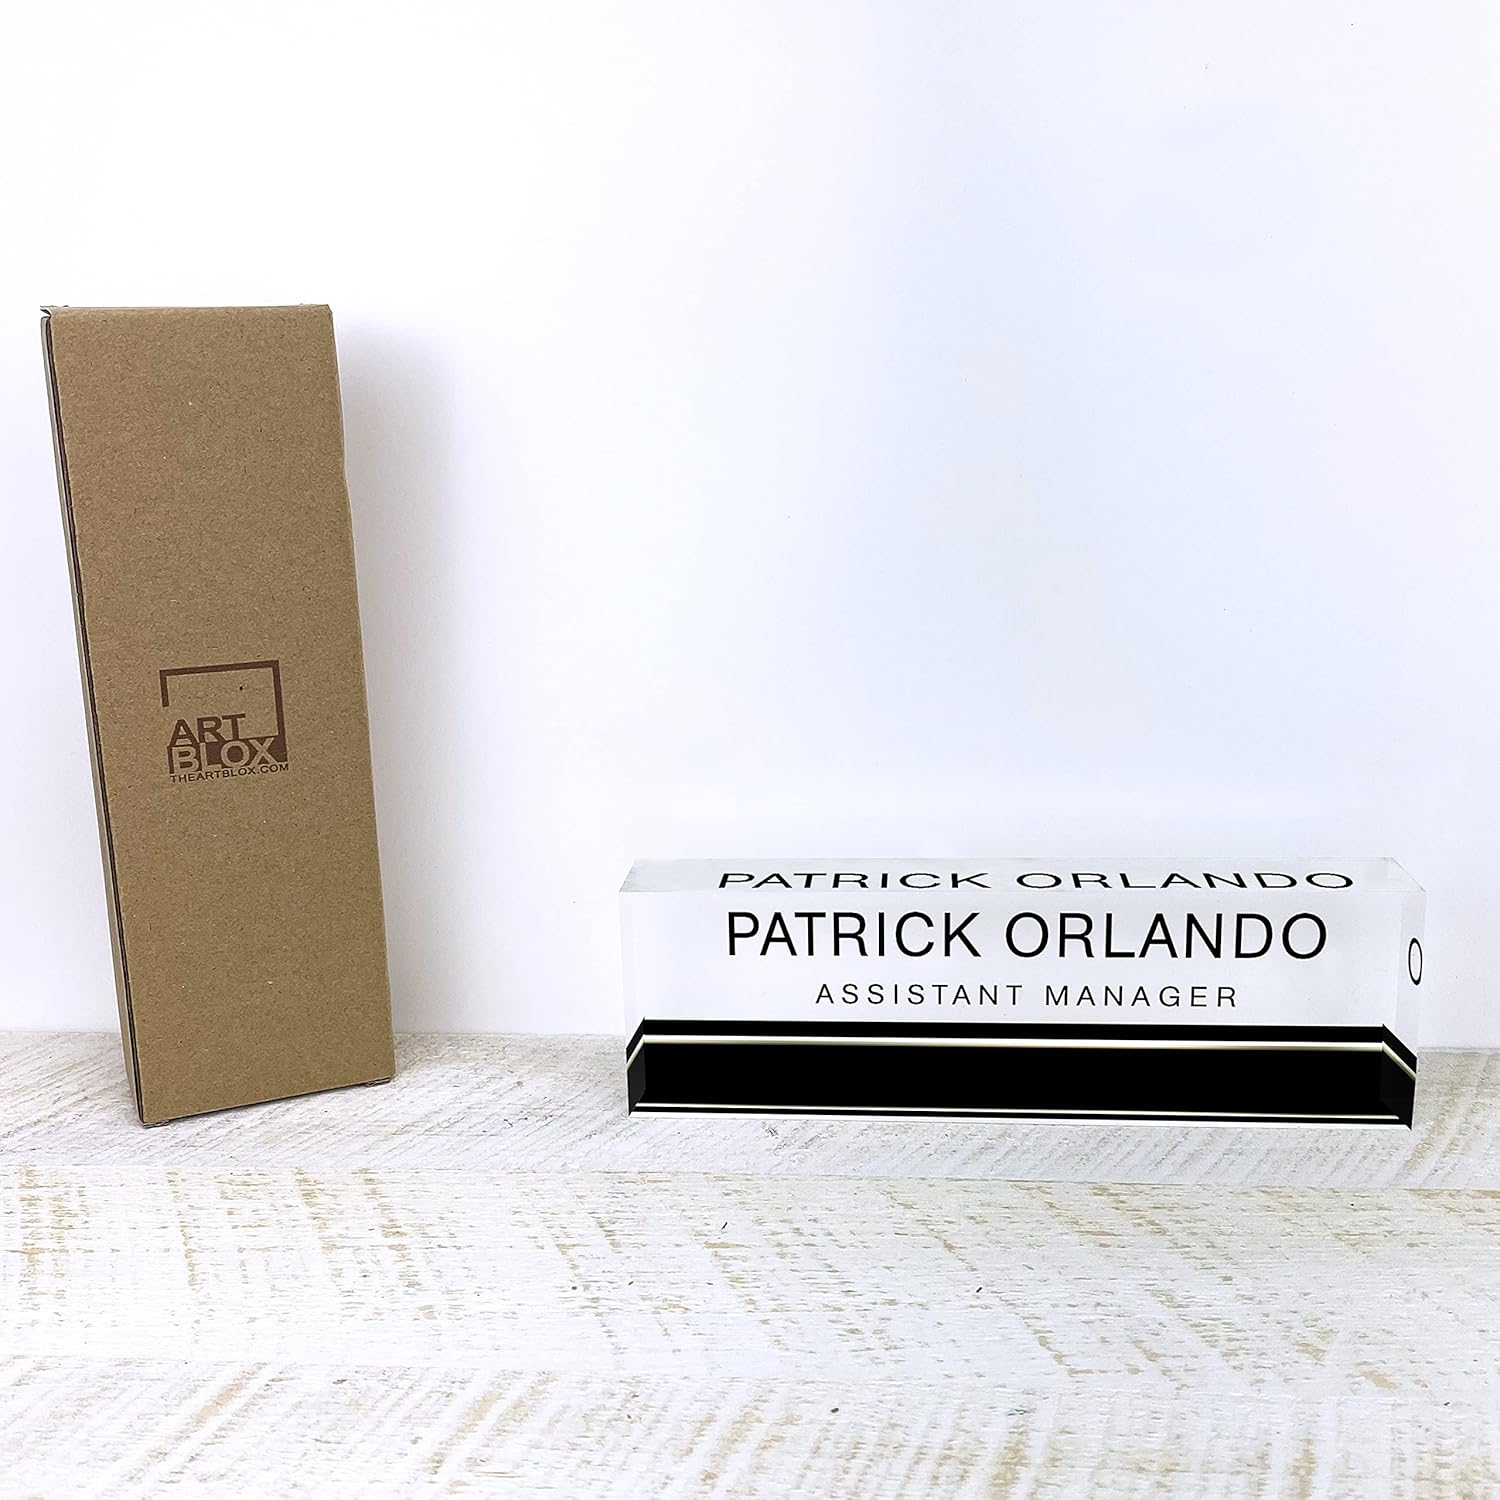 ART
BLOX
THEARTBLOX.COM
PATRICK ORLANDO
PATRICK ORLANDO
ASSISTANT MANAGER
O